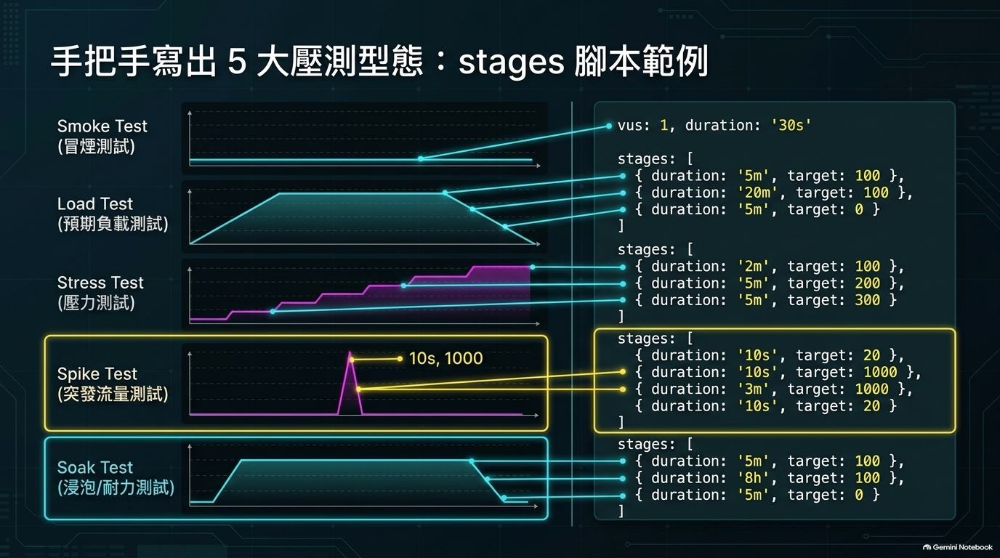 手把手寫出 5 大壓測型態：stages 腳本範例
Smoke Test
(冒煙測試)
vus: 1, duration: '30s'
Load Test
(預期負載測試)
stages: [
{ duration: '5m', target: 100 },
{ duration: '20m', target: 100 },
{ duration: '5m', target: 0 }
]
Stress Test
(壓力測試)
stages: [
{ duration: '2m', target: 100 },
{ duration: '5m', target: 200 },
{ duration: '5m', target: 300 }
]
Spike Test
(突發流量測試)
10s, 1000
stages: [
{ duration: '10s', target: 20 },
{ duration: '10s', target: 1000 },
{ duration: '3m', target: 1000 },
{ duration: '10s', target: 20 }
]
Soak Test
(浸泡/耐力測試)
stages: [
{ duration: '5m', target: 100 },
{ duration: '8h', target: 100 },
{ duration: '5m', target: 0 }
]
Gemini Notebook